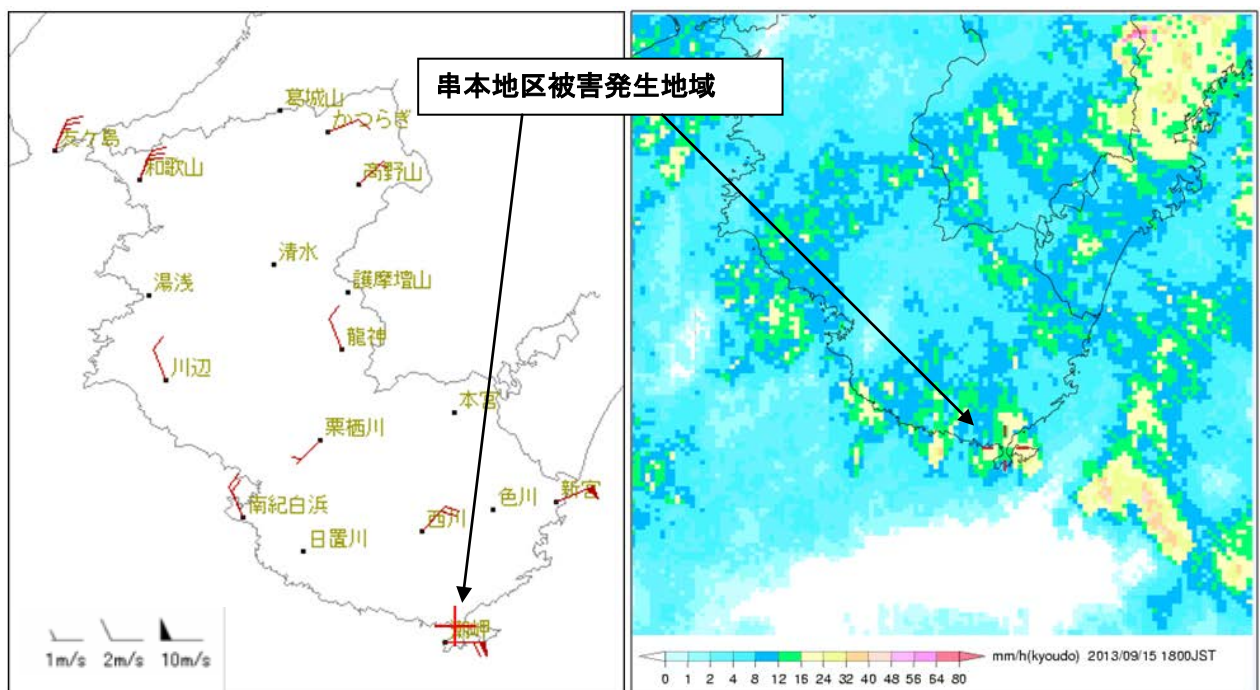 串本地区被害発生地域
葛城山
かつらぎ
友ケ島
和歌山
高野山
清水
護摩壇山
湯浅
龍神
川辺
本宮
栗栖川
新宮
色川
南紀白浜
西川
日置川
潮岬
1m/s 2m/s 10m/s
mm/h(kyoudo) 2013/09/15 1800JST
0 1 2 4 8 12 16 24 32 40 48 56 64 80